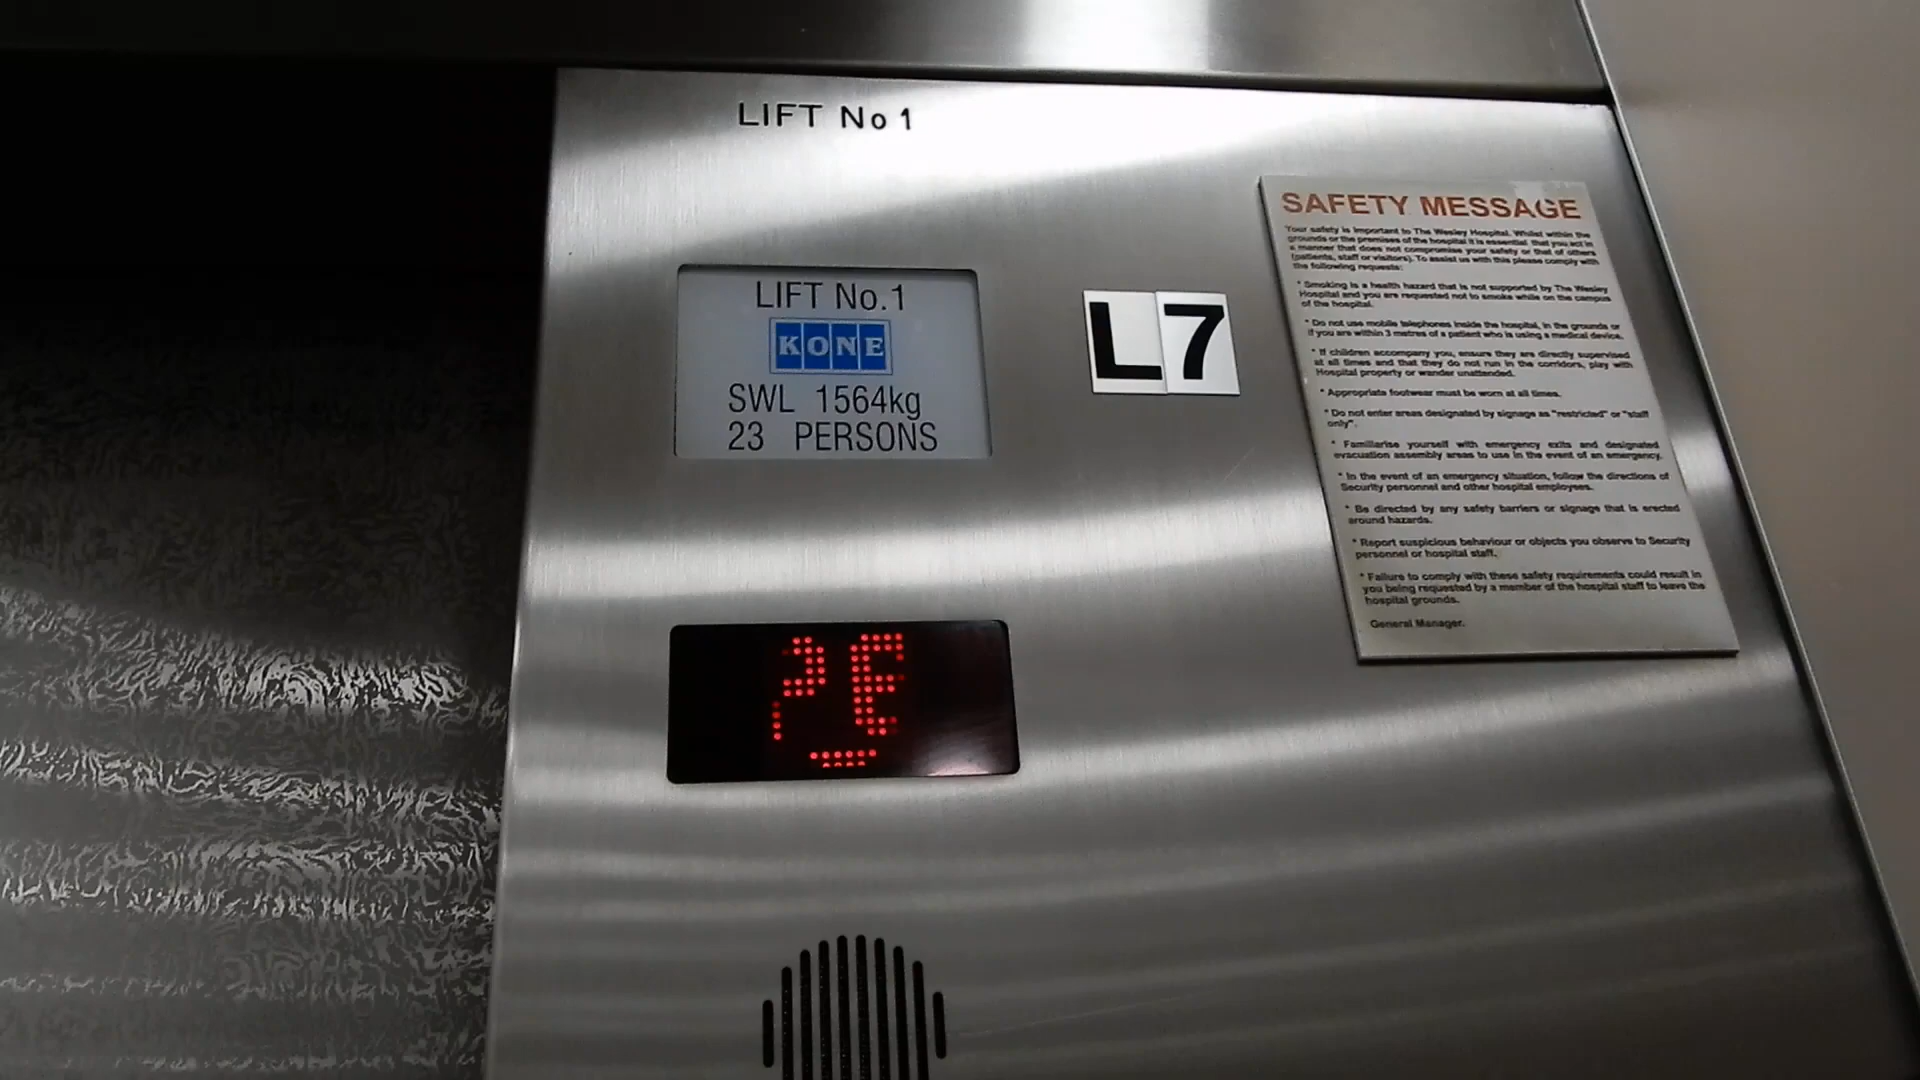 LIFT No 1
LIFT No.1
KONE
SWL 1564kg
23 PERSONS
L7
SAFETY MESSAGE
Your safety is important to The Wesley Hospital. Whilst within the
grounds or the premises of the hospital it is essential that you act in
a manner that does not compromise your safety or that of others
(patients, staff or visitors). To assist us with this please comply with
the following requests:
* Smoking is a health hazard that is not supported by The Wesley
Hospital and you are requested not to smoke while on the campus
of the hospital.
* Do not use mobile telephones inside the hospital, in the grounds or
if you are within 3 metres of a patient who is using a medical device.
* If children accompany you, ensure they are directly supervised
at all times and that they do not run in the corridors, play with
Hospital property or wander unattended.
* Appropriate footwear must be worn at all times.
* Do not enter areas designated by signage as "restricted" or "staff
only".
* Familiarise yourself with emergency exits and designated
evacuation assembly areas to use in the event of an emergency.
* In the event of an emergency situation, follow the directions of
Security personnel and other hospital employees.
* Be directed by any safety barriers or signage that is erected
around hazards.
* Report suspicious behaviour or objects you observe to Security
personnel or hospital staff.
* Failure to comply with these safety requirements could result in
you being requested by a member of the hospital staff to leave the
hospital grounds.
General Manager.